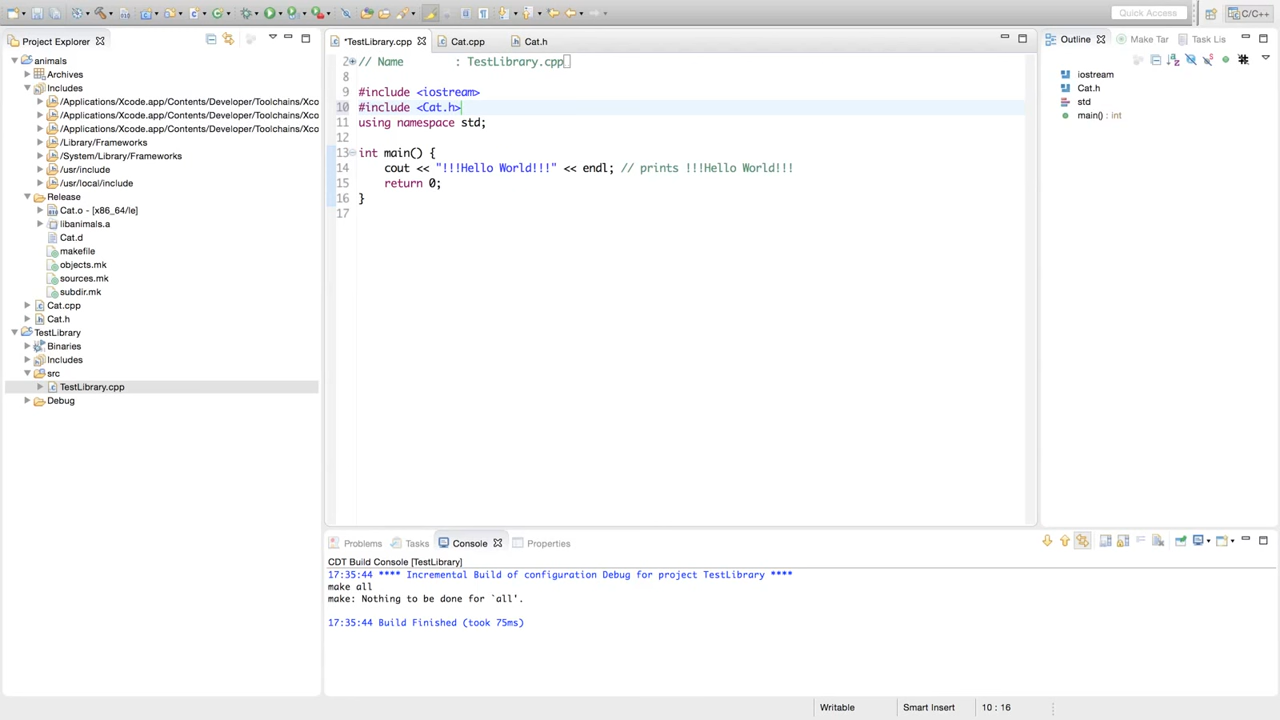 Quick Access
C/C++
Project Explorer
*TestLibrary.cpp
Cat.cpp
Cat.h
Outline
Make Tar
Task Lis
animals
Archives
Includes
/Applications/Xcode.app/Contents/Developer/Toolchains/Xco
/Applications/Xcode.app/Contents/Developer/Toolchains/Xco
/Applications/Xcode.app/Contents/Developer/Toolchains/Xco
/Library/Frameworks
/System/Library/Frameworks
/usr/include
/usr/local/include
Release
Cat.o - [x86_64/le]
libanimals.a
Cat.d
makefile
objects.mk
sources.mk
subdir.mk
Cat.cpp
Cat.h
TestLibrary
Binaries
Includes
src
TestLibrary.cpp
Debug
2 // Name : TestLibrary.cpp
8
9 #include <iostream>
10 #include <Cat.h>
11 using namespace std;
12
13 int main() {
14 cout << "!!!Hello World!!!" << endl; // prints !!!Hello World!!!
15 return 0;
16 }
17
iostream
Cat.h
std
main() : int
Problems
Tasks
Console
Properties
CDT Build Console [TestLibrary]
17:35:44 **** Incremental Build of configuration Debug for project TestLibrary ****
make all
make: Nothing to be done for `all'.
17:35:44 Build Finished (took 75ms)
Writable
Smart Insert
10 : 16